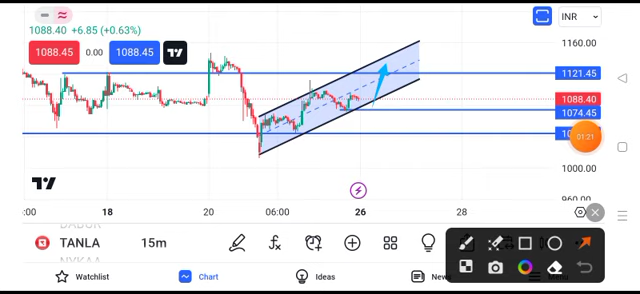 INR
1088.40 +6.85 (+0.63%)
1160.00
1088.45 0.00 1088.45
1121.45
1088.40
1074.45
01:21
1000.00
960.00
:00 18 20 06:00 26 28
TANLA 15m
NYKAA
Watchlist Chart Ideas News